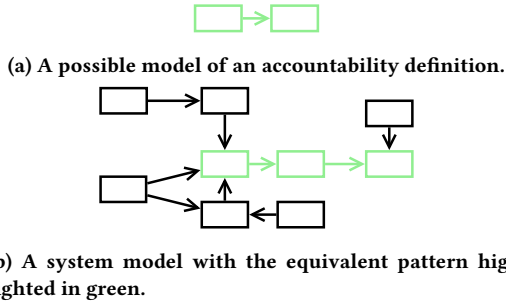 (a) A possible model of an accountability definition.
) A system model with the equivalent pattern hig
ghted in green.